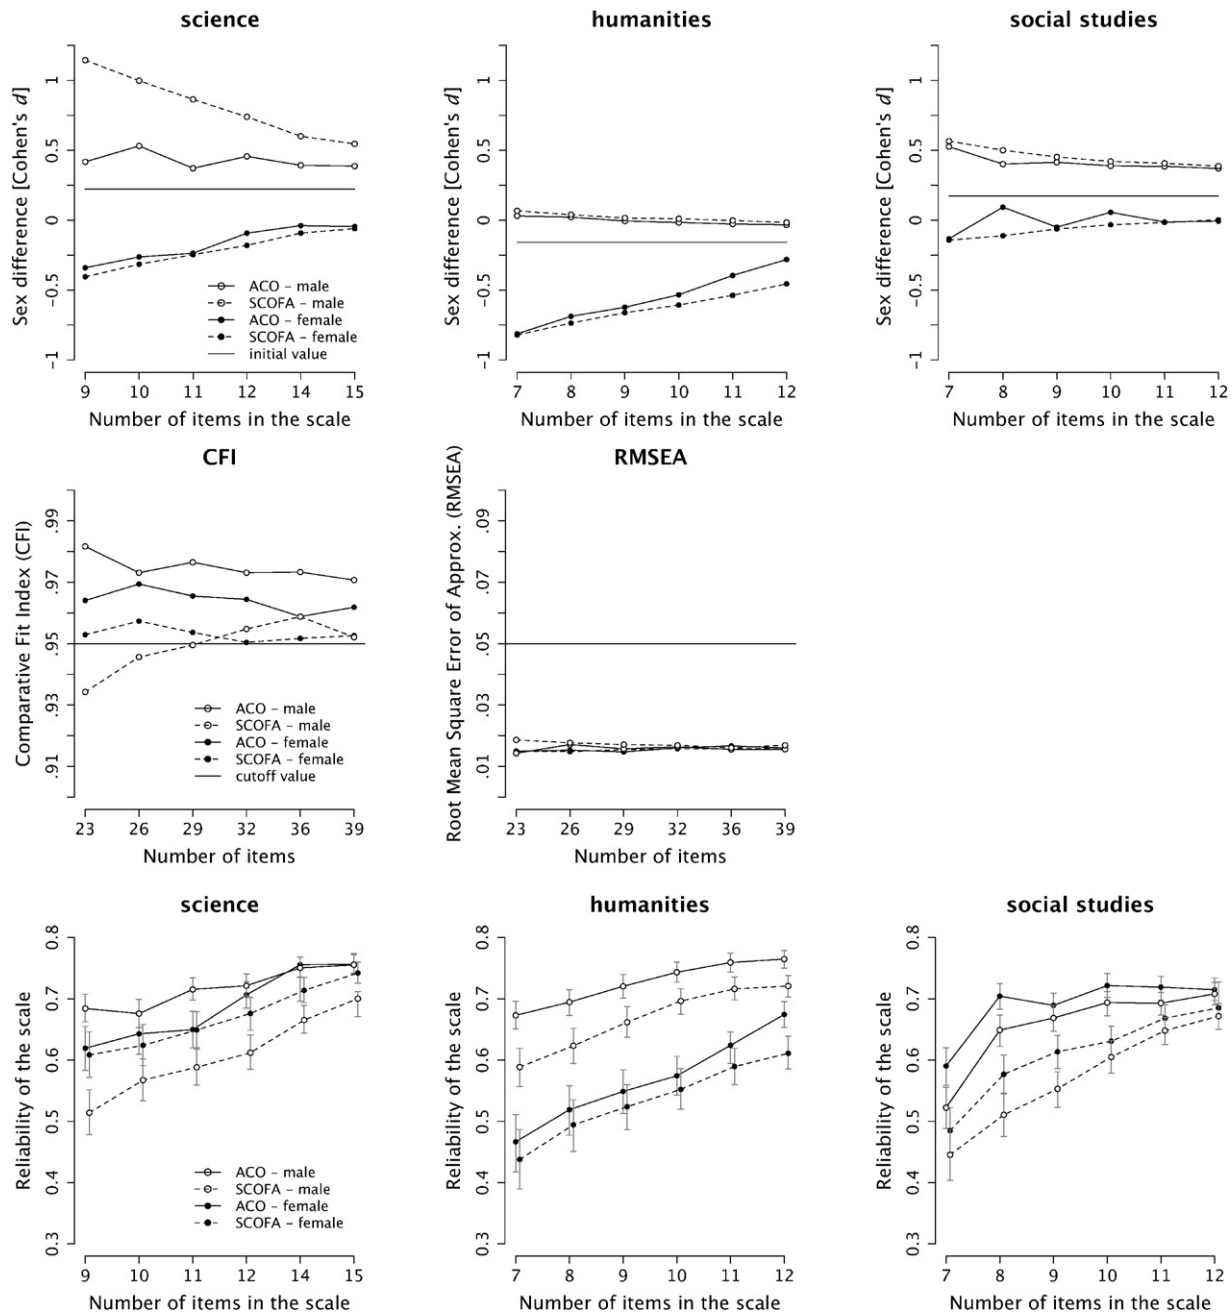 science
humanities
social studies
Sex difference [Cohen's d]
1
0.5
0
−0.5
−1
ACO – male
SCOFA – male
ACO – female
SCOFA – female
initial value
9 10 11 12 14 15
Number of items in the scale
Sex difference [Cohen's d]
1
0.5
0
−0.5
−1
7 8 9 10 11 12
Number of items in the scale
Sex difference [Cohen's d]
1
0.5
0
−0.5
−1
7 8 9 10 11 12
Number of items in the scale
CFI
RMSEA
Comparative Fit Index (CFI)
.99
.97
.95
.93
.91
ACO – male
SCOFA – male
ACO – female
SCOFA – female
cutoff value
23 26 29 32 36 39
Number of items
Root Mean Square Error of Approx. (RMSEA)
.09
.07
.05
.03
.01
23 26 29 32 36 39
Number of items
science
humanities
social studies
Reliability of the scale
0.8
0.7
0.6
0.5
0.4
0.3
ACO – male
SCOFA – male
ACO – female
SCOFA – female
9 10 11 12 14 15
Number of items in the scale
Reliability of the scale
0.8
0.7
0.6
0.5
0.4
0.3
7 8 9 10 11 12
Number of items in the scale
Reliability of the scale
0.8
0.7
0.6
0.5
0.4
0.3
7 8 9 10 11 12
Number of items in the scale